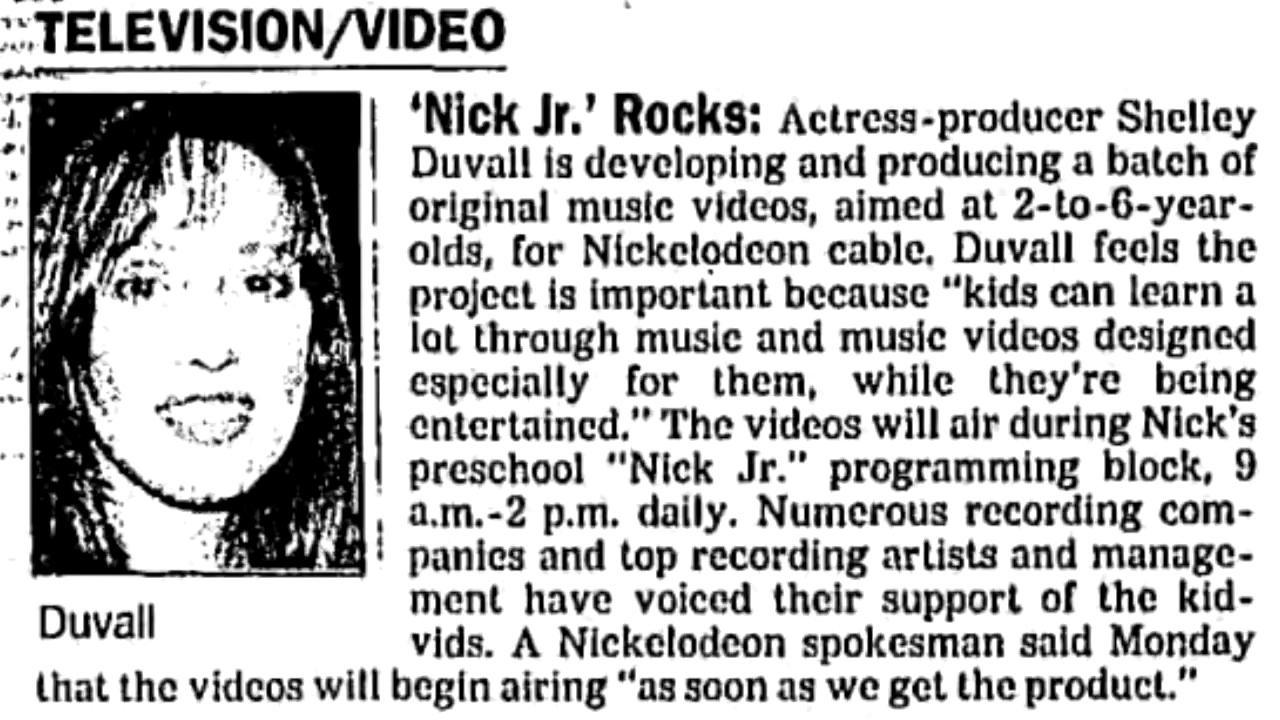 TELEVISION/VIDEO
'Nick Jr.' Rocks: Actress-producer Shelley
Duvall is developing and producing a batch of
original music videos, aimed at 2-to-6-year-
olds, for Nickelodeon cable. Duvall feels the
project is important because "kids can learn a
lot through music and music videos designed
especially for them, while they're being
entertained." The videos will air during Nick's
preschool "Nick Jr." programming block, 9
a.m.-2 p.m. daily. Numerous recording com-
panies and top recording artists and manage-
ment have voiced their support of the kid-
vids. A Nickelodeon spokesman said Monday
that the videos will begin airing "as soon as we get the product."
Duvall